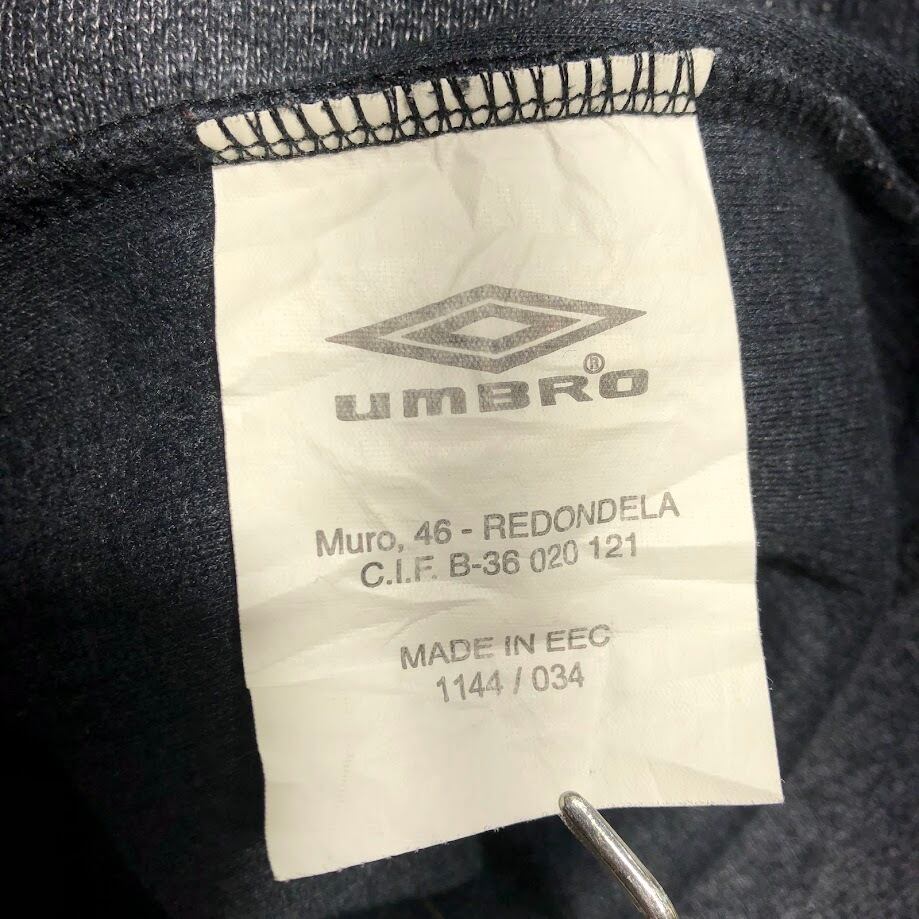 umBRO®
Muro, 46 - REDONDELA
C.I.F. B-36 020 121
MADE IN EEC
1144 / 034